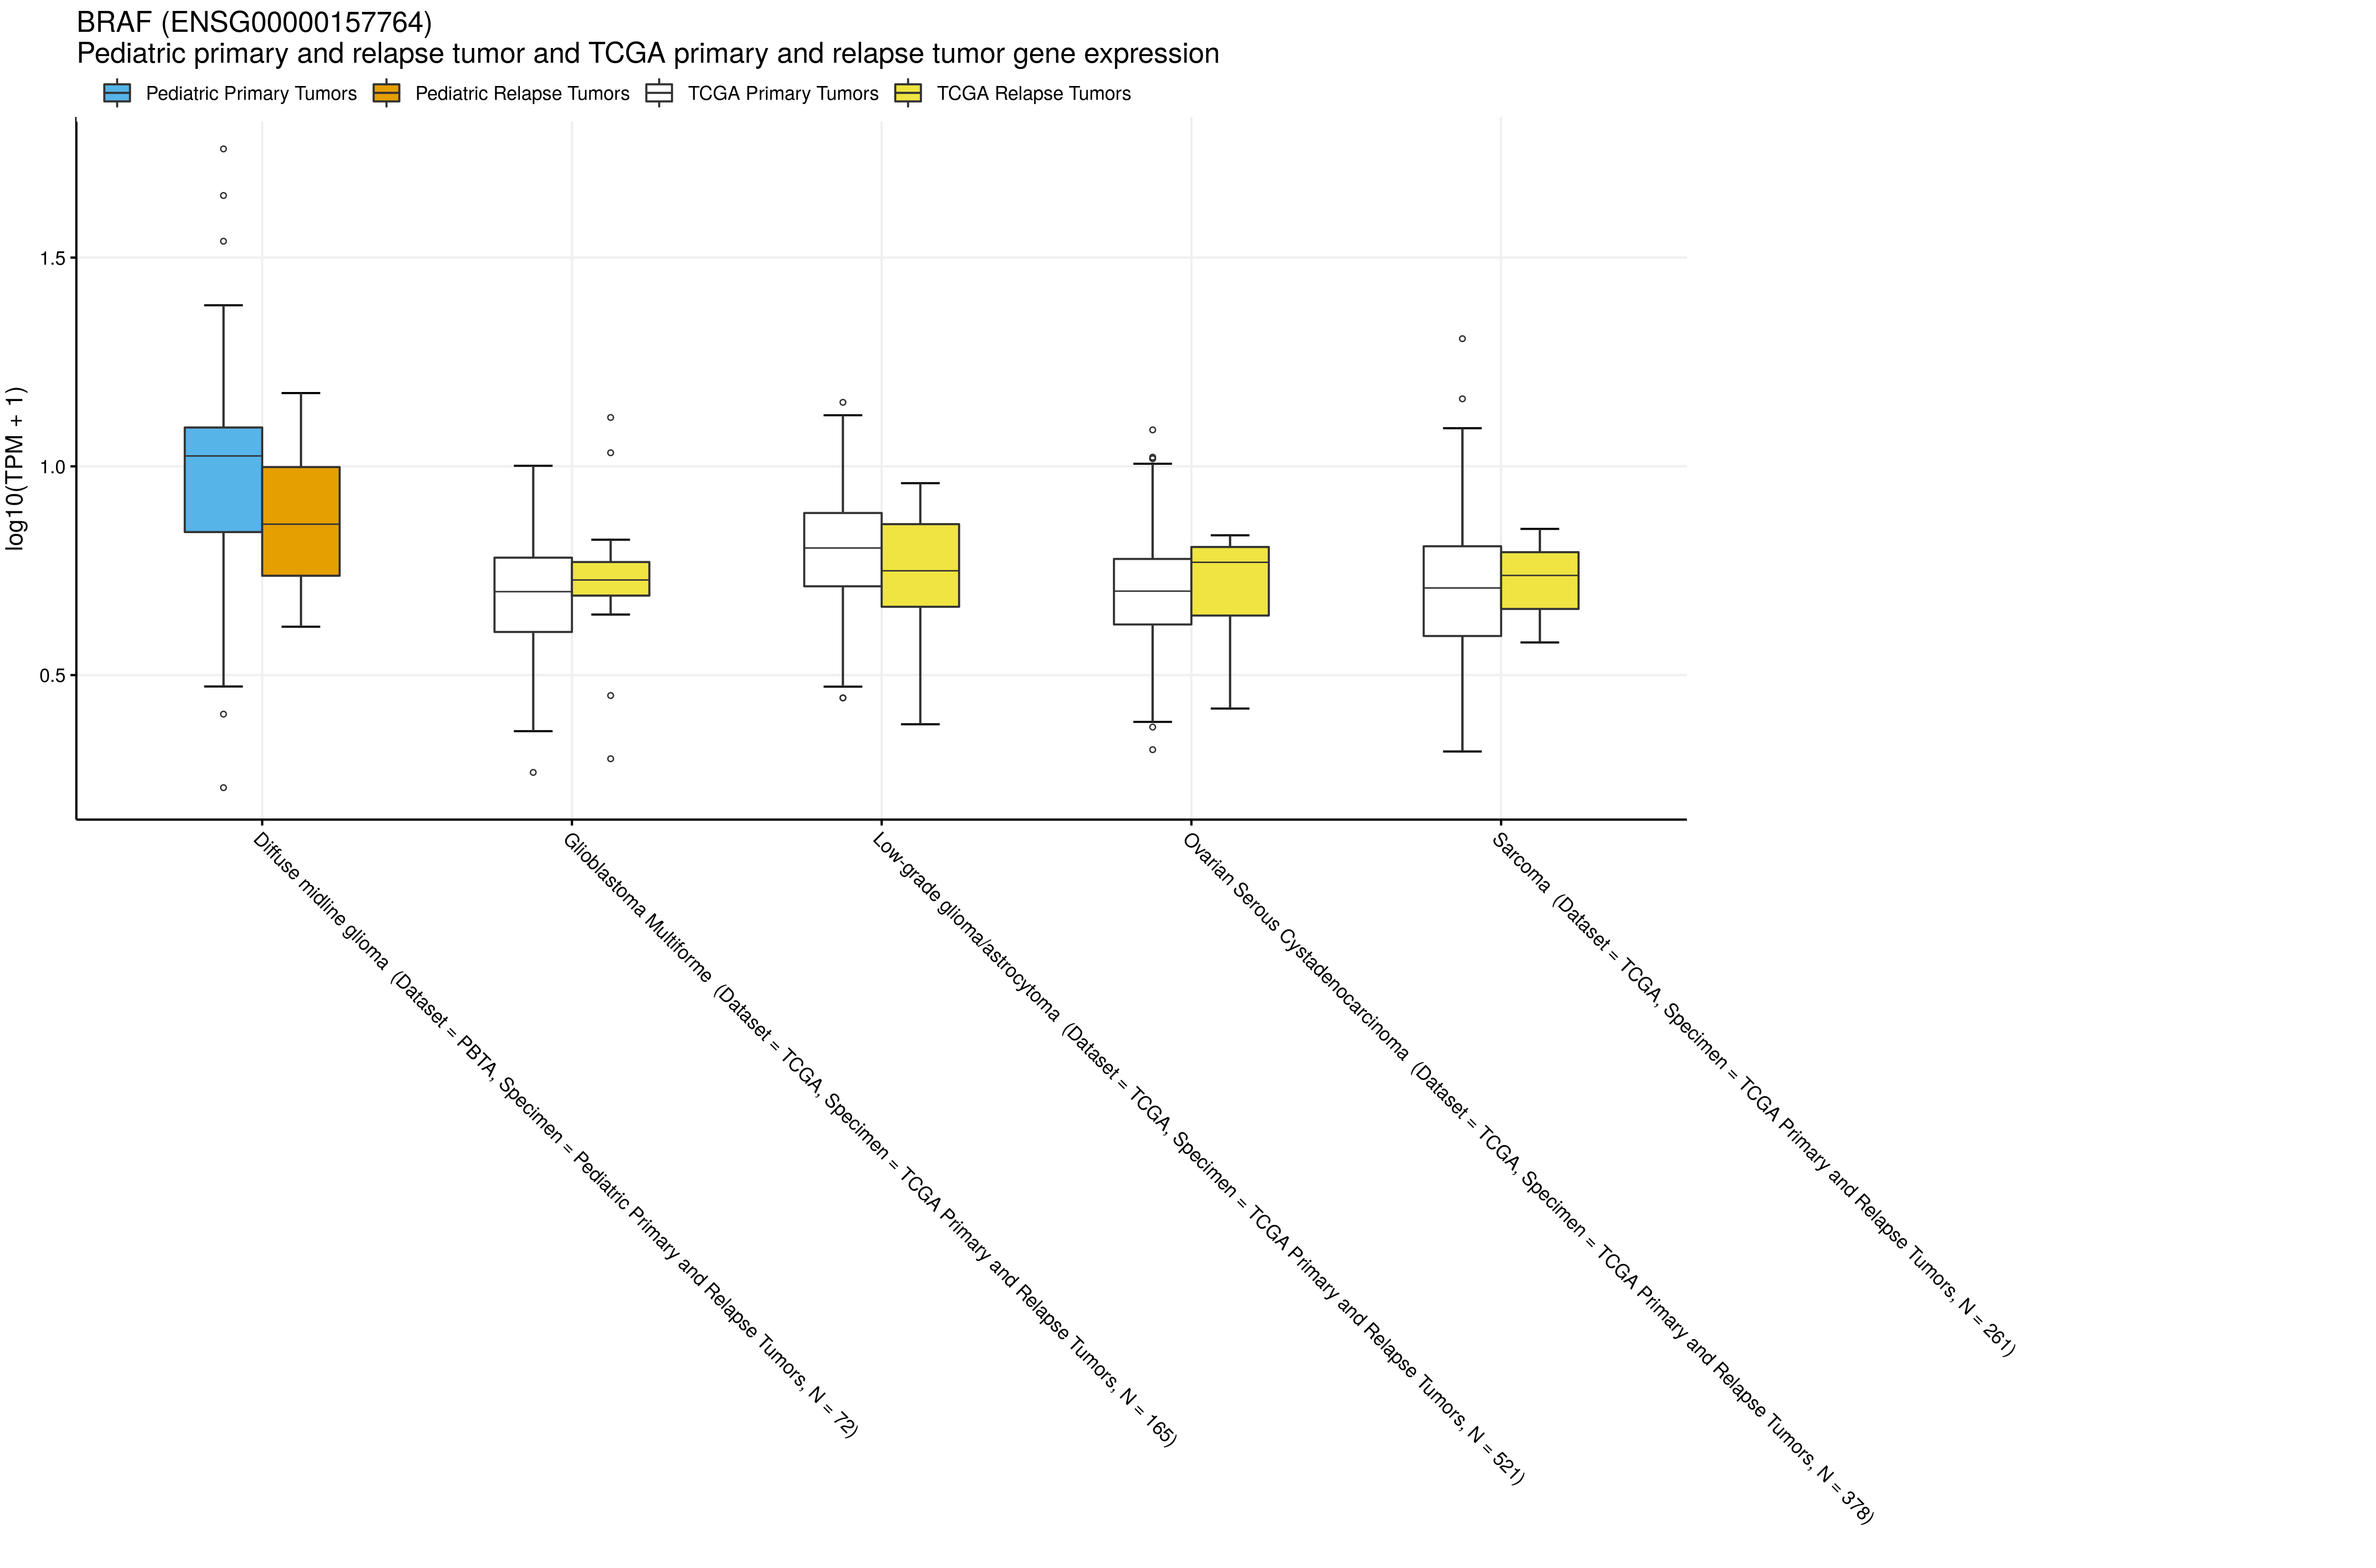 BRAF (ENSG00000157764)
Pediatric primary and relapse tumor and TCGA primary and relapse tumor gene expression
Pediatric Primary Tumors
Pediatric Relapse Tumors
TCGA Primary Tumors
TCGA Relapse Tumors
log10(TPM + 1)
1.5
1.0
0.5
Diffuse midline glioma  (Dataset = PBTA, Specimen = Pediatric Primary and Relapse Tumors, N = 72)
Glioblastoma Multiforme  (Dataset = TCGA, Specimen = TCGA Primary and Relapse Tumors, N = 165)
Low-grade glioma/astrocytoma  (Dataset = TCGA, Specimen = TCGA Primary and Relapse Tumors, N = 521)
Ovarian Serous Cystadenocarcinoma  (Dataset = TCGA, Specimen = TCGA Primary and Relapse Tumors, N = 378)
Sarcoma  (Dataset = TCGA, Specimen = TCGA Primary and Relapse Tumors, N = 261)